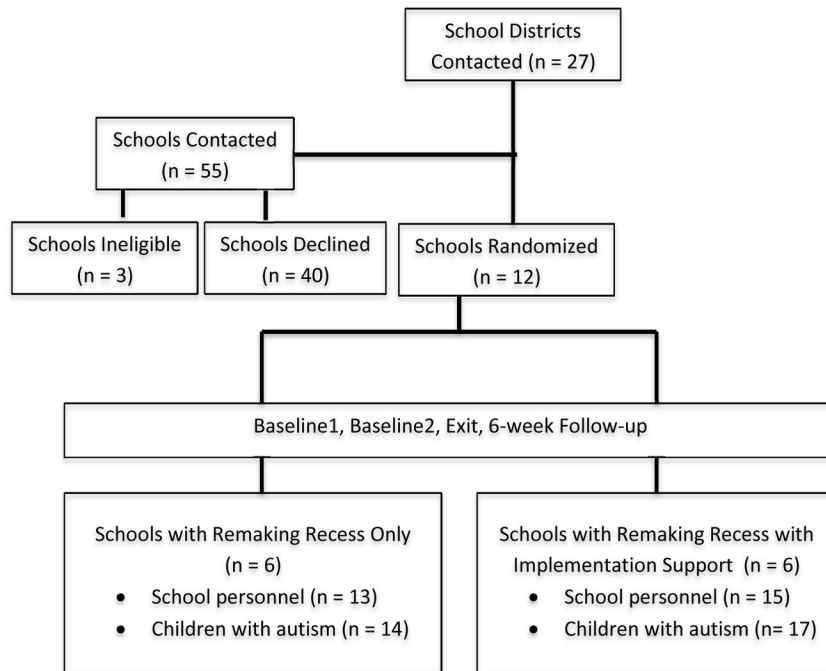 School Districts
Contacted (n = 27)
Schools Contacted
(n = 55)
Schools Ineligible
(n = 3)
Schools Declined
(n = 40)
Schools Randomized
(n = 12)
Baseline1, Baseline2, Exit, 6-week Follow-up
Schools with Remaking Recess Only
(n = 6)
• School personnel (n = 13)
• Children with autism (n = 14)
Schools with Remaking Recess with
Implementation Support (n = 6)
• School personnel (n = 15)
• Children with autism (n= 17)